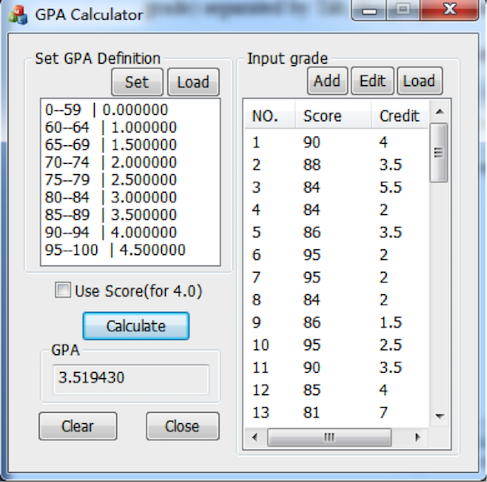 GPA Calculator
Set GPA Definition
Set Load
0--59 | 0.000000
60--64 | 1.000000
65--69 | 1.500000
70--74 | 2.000000
75--79 | 2.500000
80--84 | 3.000000
85--89 | 3.500000
90--94 | 4.000000
95--100 | 4.500000
Use Score(for 4.0)
Calculate
GPA
3.519430
Clear Close
Input grade
Add Edit Load
NO. Score Credit
1 90 4
2 88 3.5
3 84 5.5
4 84 2
5 86 3.5
6 95 2
7 95 2
8 84 2
9 86 1.5
10 95 2.5
11 90 3.5
12 85 4
13 81 7